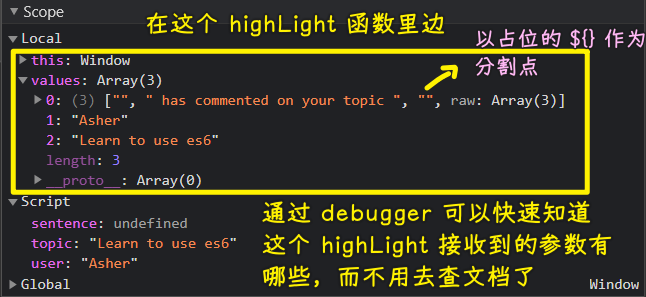 Scope
在这个 highLight 函数里边
以占位的 ${} 作为
分割点
Local
this: Window
values: Array(3)
0: (3) ["", " has commented on your topic ", "", raw: Array(3)]
1: "Asher"
2: "Learn to use es6"
length: 3
__proto__: Array(0)
Script
sentence: undefined
topic: "Learn to use es6"
user: "Asher"
通过 debugger 可以快速知道
这个 highLight 接收到的参数有
哪些，而不用去查文档了
Global
Window